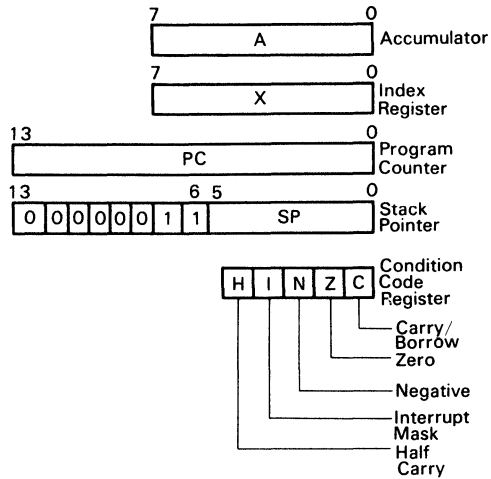 7 0
A Accumulator
7 0
X Index
Register
13 0
PC Program
Counter
13 6 5 0
0 0 0 0 0 0 1 1 SP Stack
Pointer
H I N Z C Condition
Code
Register
Carry/
Borrow
Zero
Negative
Interrupt
Mask
Half
Carry